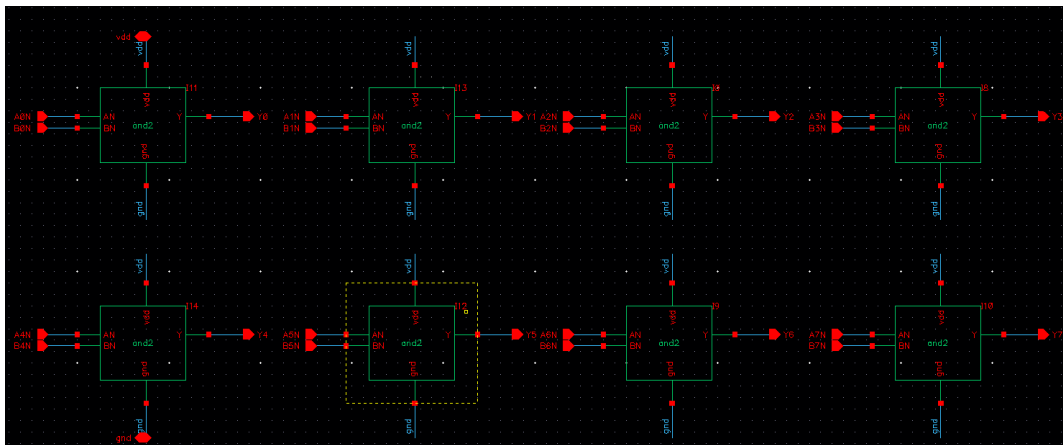 vdd vdd vdd vdd vdd
I11 I13 I6
vdd vdd vdd vdd
A0N AN Y Y0 A1N AN Y Y1 A2N AN Y Y2 A3N AN Y Y3
B0N BN and2 B1N BN and2 B2N BN and2 B3N BN and2
gnd gnd gnd gnd
gnd gnd gnd gnd
vdd vdd vdd vdd
I14 I9 I10
vdd vdd vdd vdd
A4N AN Y Y4 A5N AN Y Y5 A6N AN Y Y6 A7N AN Y Y7
B4N BN and2 B5N BN and2 B6N BN and2 B7N BN and2
gnd gnd gnd gnd
gnd gnd gnd gnd gnd